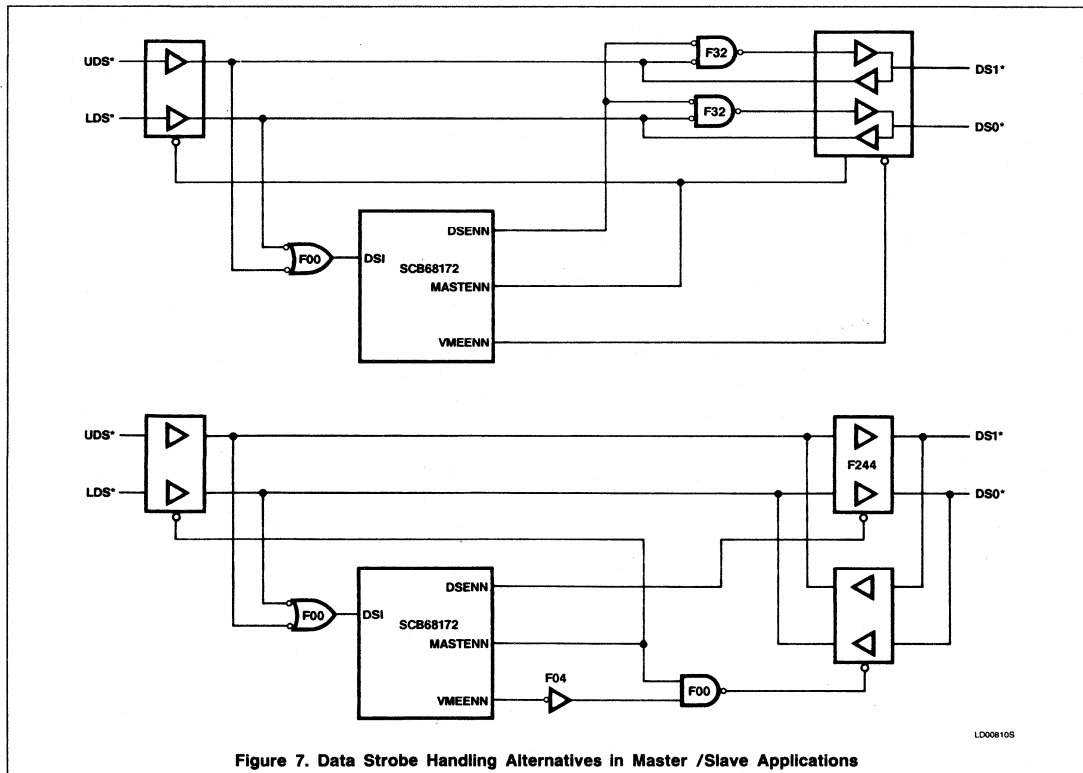 UDS*
LDS*
F32
F32
DS1*
DS0*
F00
DSI
SCB68172
DSENN
MASTENN
VMEENN
UDS*
LDS*
F244
DS1*
DS0*
F00
DSI
SCB68172
DSENN
MASTENN
VMEENN
F04
F00
LD00810S
Figure 7. Data Strobe Handling Alternatives in Master /Slave Applications